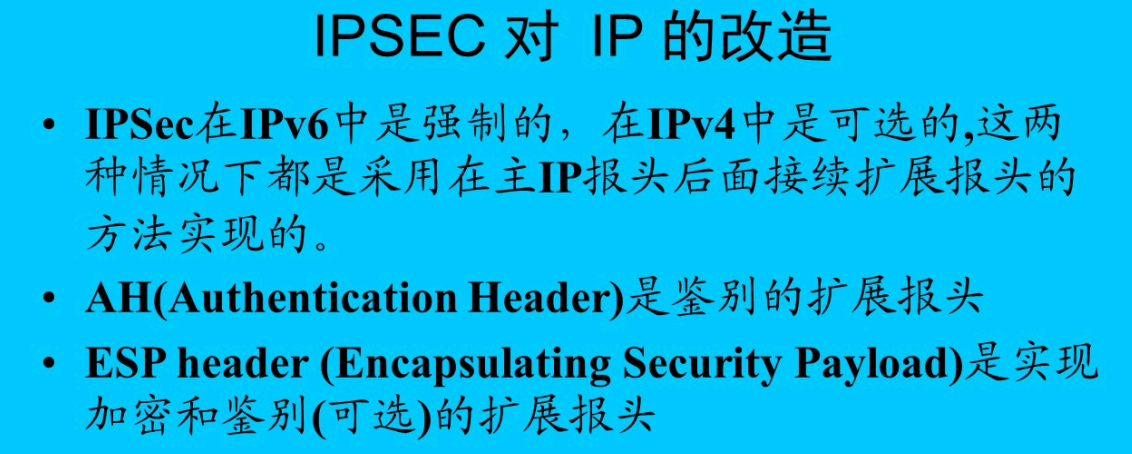 IPSEC 对 IP 的改造
• IPSec在IPv6中是强制的，在IPv4中是可选的,这两
种情况下都是采用在主IP报头后面接续扩展报头的
方法实现的。
• AH(Authentication Header)是鉴别的扩展报头
• ESP header (Encapsulating Security Payload)是实现
加密和鉴别(可选)的扩展报头